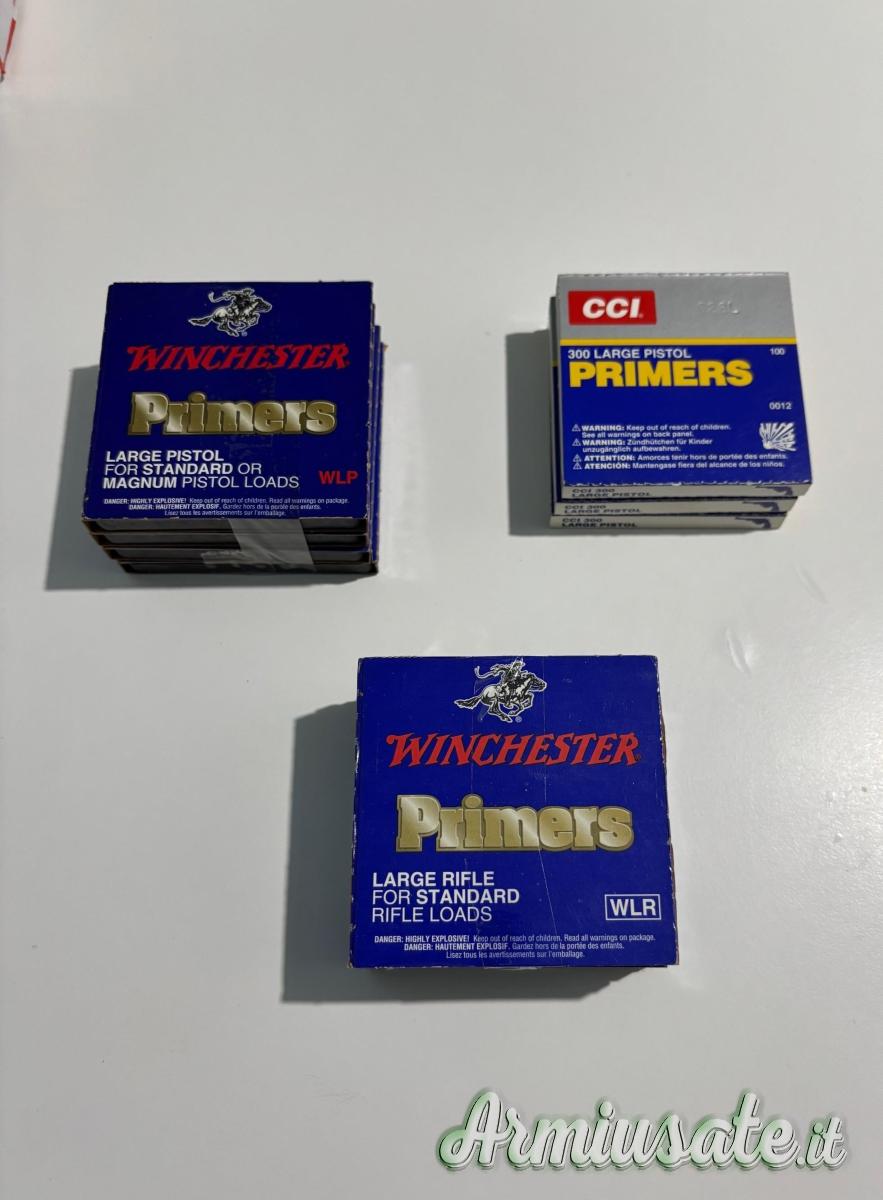 WINCHESTER
Primers
LARGE PISTOL
FOR STANDARD OR
MAGNUM PISTOL LOADS
WLP
DANGER: HIGHLY EXPLOSIVE! Keep out of reach of children. Read all warnings on package.
DANGER: HAUTEMENT EXPLOSIF. Gardez hors de la portée des enfants.
Lisez tous les avertissements sur l'emballage.
CCI
300 LARGE PISTOL
100
PRIMERS
0012
WARNING: Keep out of reach of children.
See all warnings on back panel.
WARNING: Zündhütchen für Kinder
unzugänglich aufbewahren.
ATTENTION: Amorces tenir hors de portée des enfants.
ATENCIÓN: Mantengase fiera del alcance de los niños.
CCI 300
LARGE PISTOL
CCI 300
LARGE PISTOL
CCI 300
LARGE PISTOL
WINCHESTER
Primers
LARGE RIFLE
FOR STANDARD
RIFLE LOADS
WLR
DANGER: HIGHLY EXPLOSIVE! Keep out of reach of children. Read all warnings on package.
DANGER: HAUTEMENT EXPLOSIF. Gardez hors de la portée des enfants.
Lisez tous les avertissements sur l'emballage.
Armiusate.it